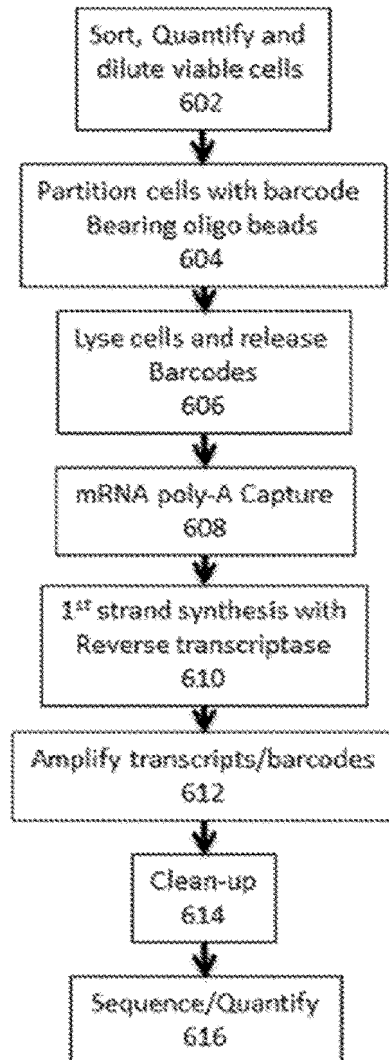 Sort, Quantify and
dilute viable cells
602
Partition cells with barcode
Bearing oligo beads
604
Lyse cells and release
Barcodes
606
mRNA poly-A Capture
608
1ST strand synthesis with
Reverse transcriptase
610
Amplify transcripts/barcodes
612
Clean-up
614
Sequence/Quantify
616